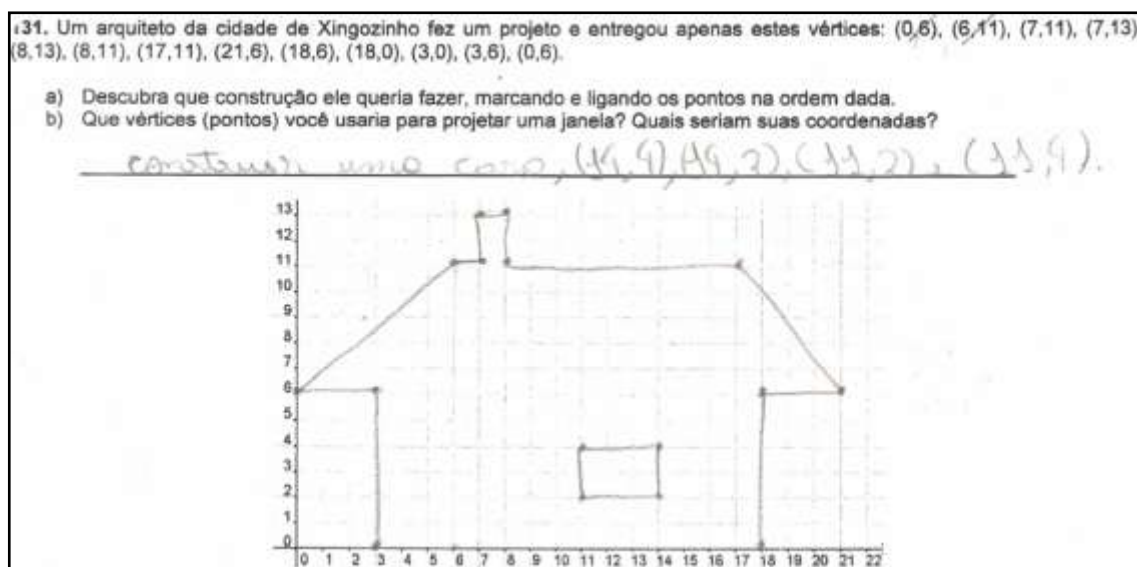 31. Um arquiteto da cidade de Xingozinho fez um projeto e entregou apenas estes vértices: (0,6), (6,11), (7,11), (7,13)
(8,13), (8,11), (17,11), (21,6), (18,6), (18,0), (3,0), (3,6), (0,6).
a) Descubra que construção ele queria fazer, marcando e ligando os pontos na ordem dada.
b) Que vértices (pontos) você usaria para projetar uma janela? Quais seriam suas coordenadas?
construir uma casa, (14,4), (14,2), (11,2), (11,4).
13
12
11
10
9
8
7
6
5
4
3
2
1
0
0 1 2 3 4 5 6 7 8 9 10 11 12 13 14 15 16 17 18 19 20 21 22